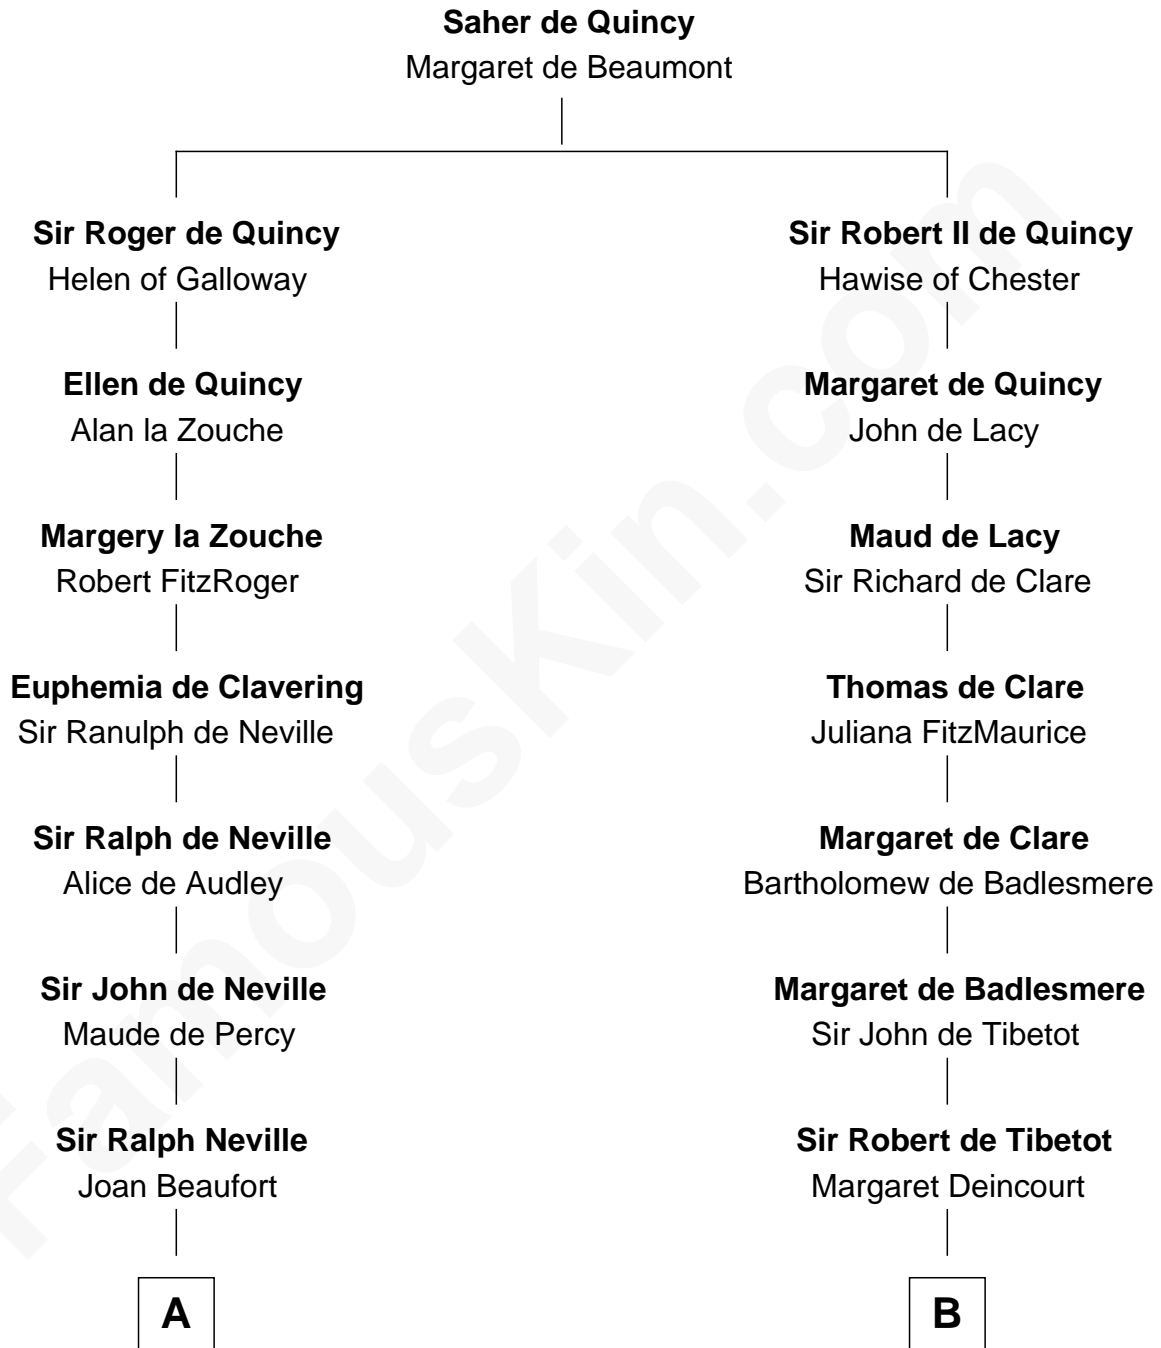 Saher de Quincy
Margaret de Beaumont
Sir Roger de Quincy
Helen of Galloway
Ellen de Quincy
Alan la Zouche
Margery la Zouche
Robert FitzRoger
Euphemia de Clavering
Sir Ranulph de Neville
Sir Ralph de Neville
Alice de Audley
Sir John de Neville
Maude de Percy
Sir Ralph Neville
Joan Beaufort
A
Sir Robert II de Quincy
Hawise of Chester
Margaret de Quincy
John de Lacy
Maud de Lacy
Sir Richard de Clare
Thomas de Clare
Juliana FitzMaurice
Margaret de Clare
Bartholomew de Badlesmere
Margaret de Badlesmere
Sir John de Tibetot
Sir Robert de Tibetot
Margaret Deincourt
B
FamousKin.com